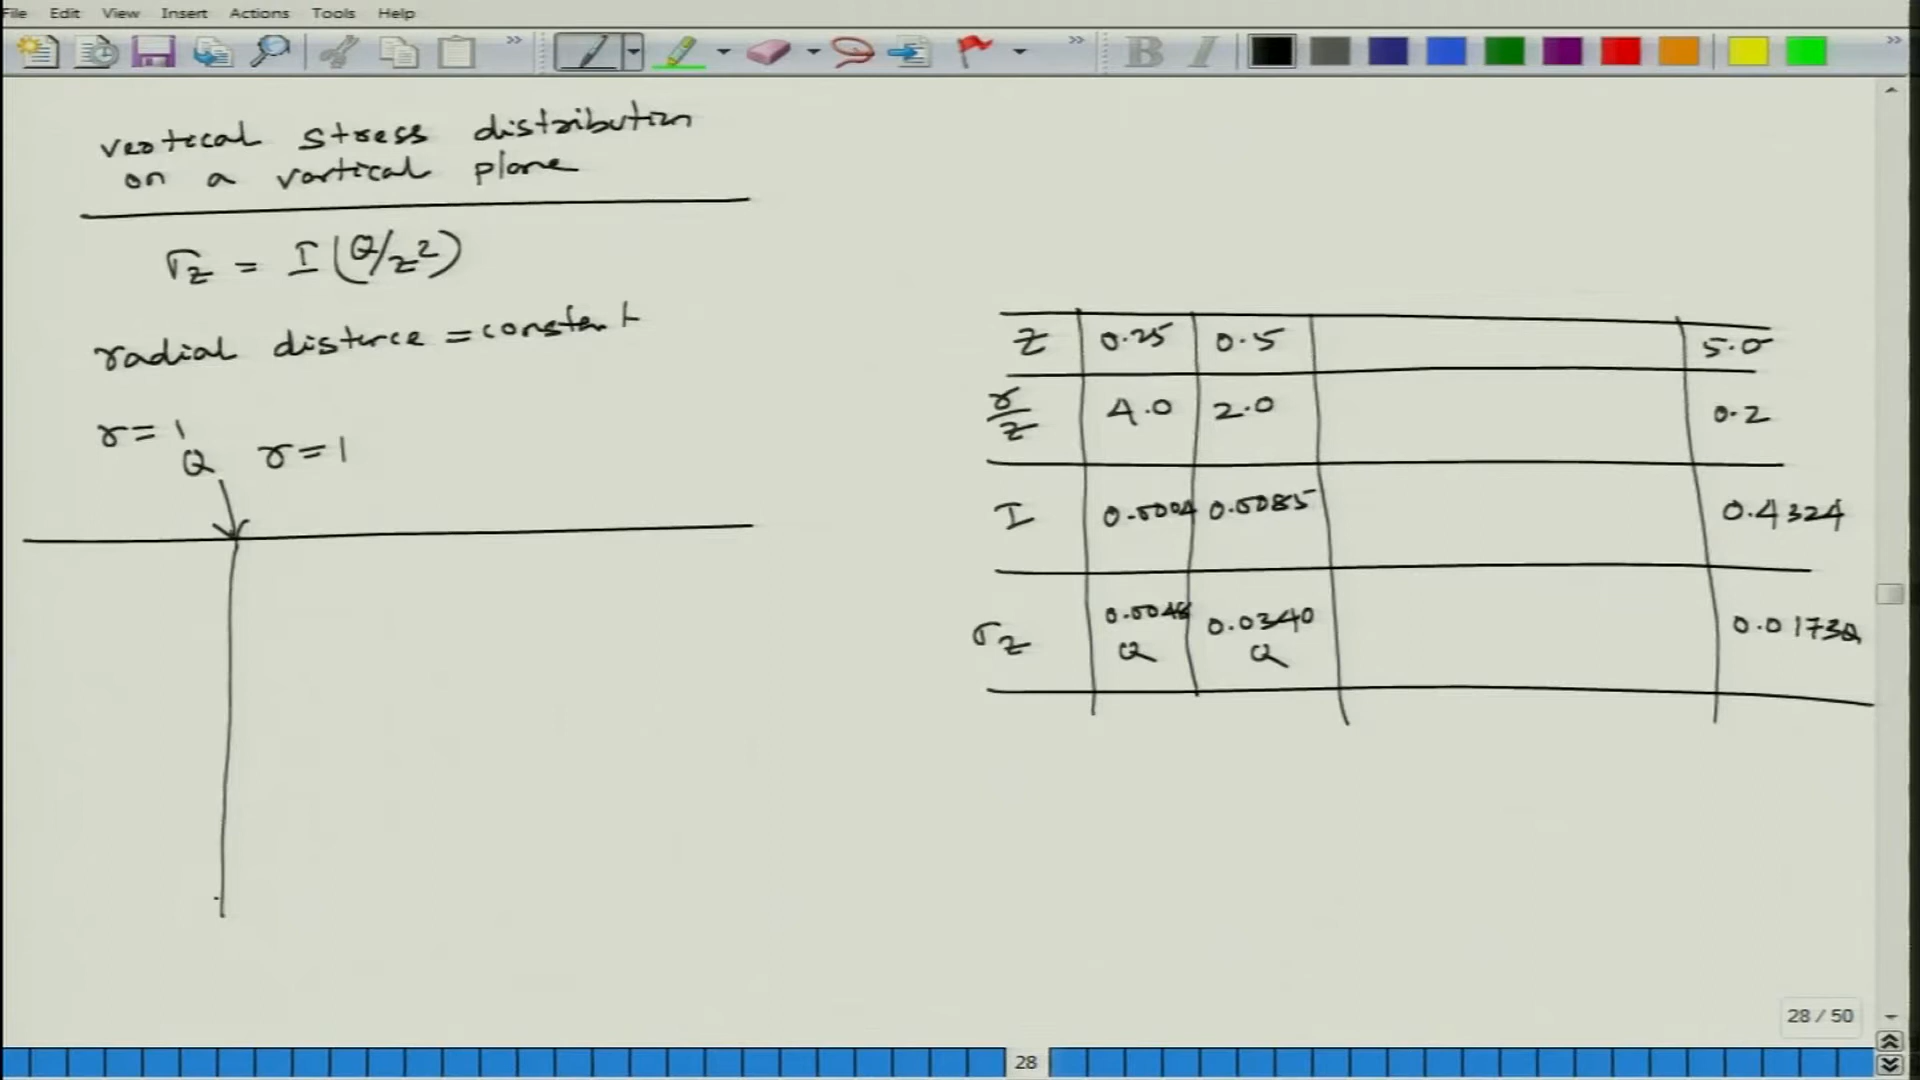 File Edit View Insert Actions Tools Help
B I
vertical stress distribution
on a vertical plane
σz = I (Q/z²)
radial distance = constant
r = 1
Q r = 1
z 0.25 0.5 5.0
r/z 4.0 2.0 0.2
I 0.0004 0.0085 0.4324
σz 0.0340 Q 0.0173Q
Q
28 / 50
28